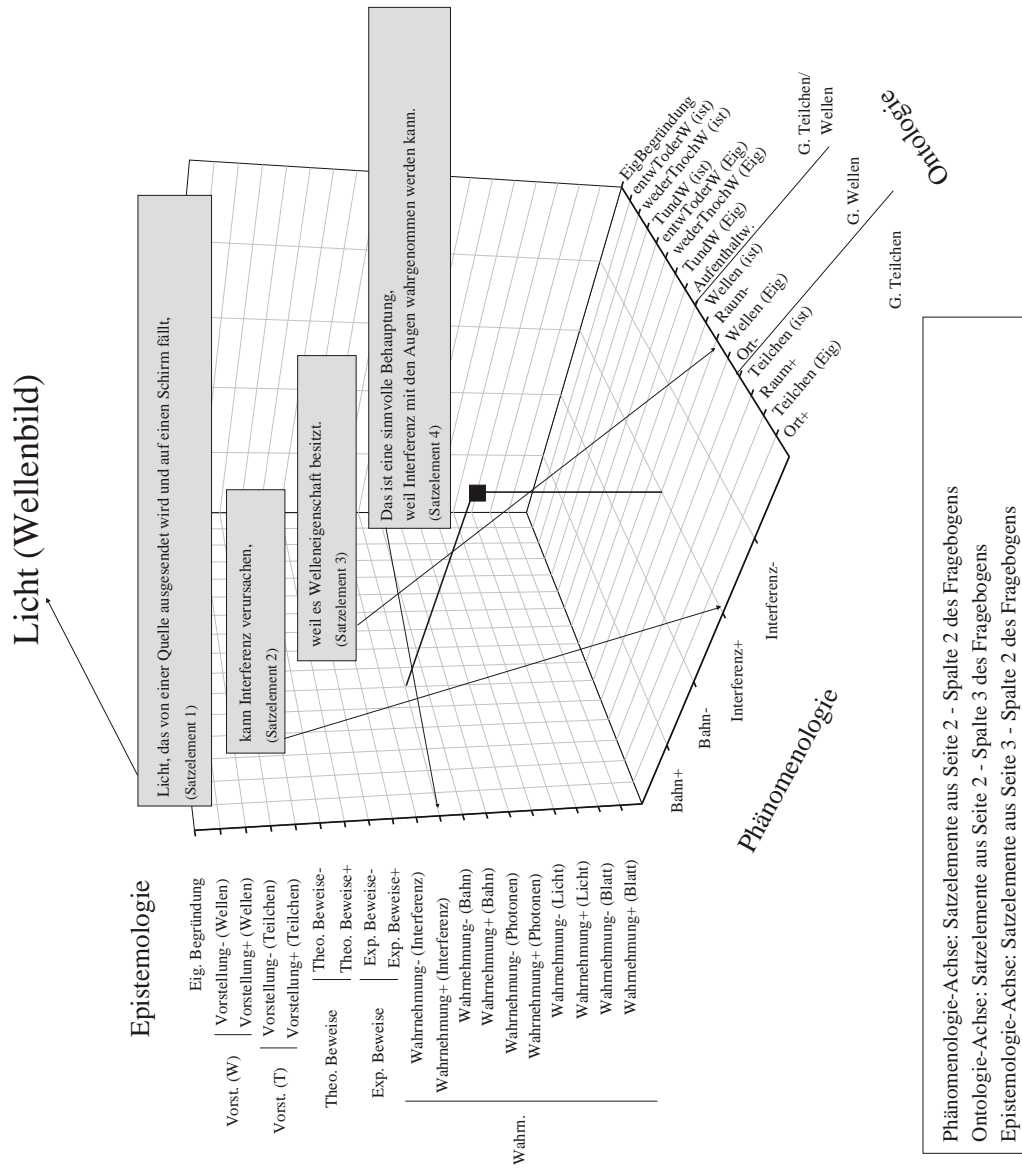 Licht (Wellenbild)
Licht, das von einer Quelle ausgesendet wird und auf einen Schirm fällt,
(Satzelement 1)
kann Interferenz verursachen,
(Satzelement 2)
weil es Welleneigenschaft besitzt.
(Satzelement 3)
Das ist eine sinnvolle Behauptung,
weil Interferenz mit den Augen wahrgenommen werden kann.
(Satzelement 4)
Epistemologie
Eig. Begründung
Vorst. (W)
Vorstellung- (Wellen)
Vorstellung+ (Wellen)
Vorst. (T)
Vorstellung- (Teilchen)
Vorstellung+ (Teilchen)
Theo. Beweise
Theo. Beweise-
Theo. Beweise+
Exp. Beweise
Exp. Beweise-
Exp. Beweise+
Wahrn.
Wahrnehmung- (Interferenz)
Wahrnehmung+ (Interferenz)
Wahrnehmung- (Bahn)
Wahrnehmung+ (Bahn)
Wahrnehmung- (Photonen)
Wahrnehmung+ (Photonen)
Wahrnehmung- (Licht)
Wahrnehmung+ (Licht)
Wahrnehmung- (Blatt)
Wahrnehmung+ (Blatt)
Phänomenologie
Bahn+
Bahn-
Interferenz+
Interferenz-
Ontologie
EigBegründung
entwToderW (ist)
wederTnochW (ist)
TundW (ist)
entwToderW (Eig)
wederTnochW (Eig)
TundW (Eig)
Aufenthaltw.
Wellen (ist)
Raum-
Wellen (Eig)
Ort-
Teilchen (ist)
Raum+
Teilchen (Eig)
Ort+
G. Teilchen/
Wellen
G. Wellen
G. Teilchen
Phänomenologie-Achse: Satzelemente aus Seite 2 - Spalte 2 des Fragebogens
Ontologie-Achse: Satzelemente aus Seite 2 - Spalte 3 des Fragebogens
Epistemologie-Achse: Satzelemente aus Seite 3 - Spalte 2 des Fragebogens